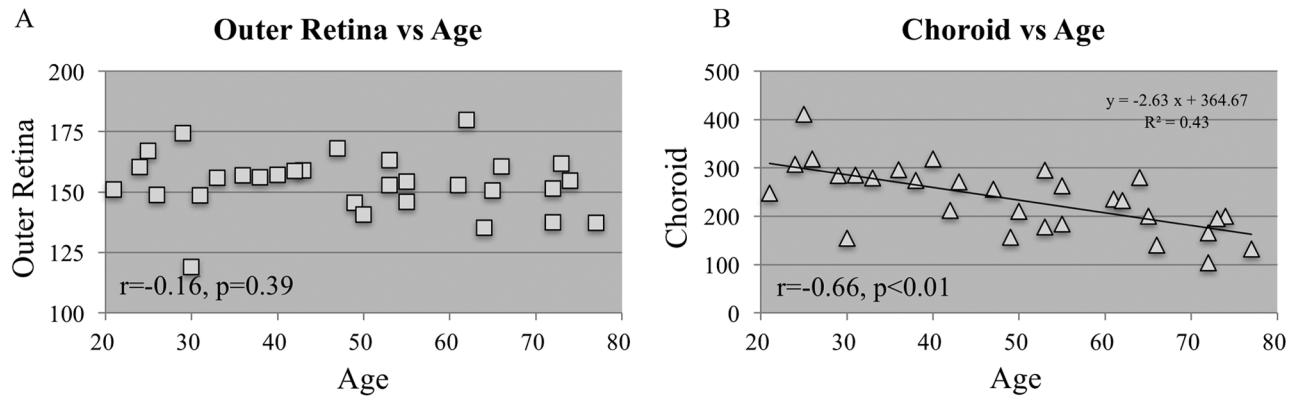 A
Outer Retina vs Age
200
175
150
125
100
Outer Retina
r=-0.16, p=0.39
20 30 40 50 60 70 80
Age
B
Choroid vs Age
500
400
300
200
100
0
Choroid
y = -2.63 x + 364.67
R² = 0.43
r=-0.66, p<0.01
20 30 40 50 60 70 80
Age